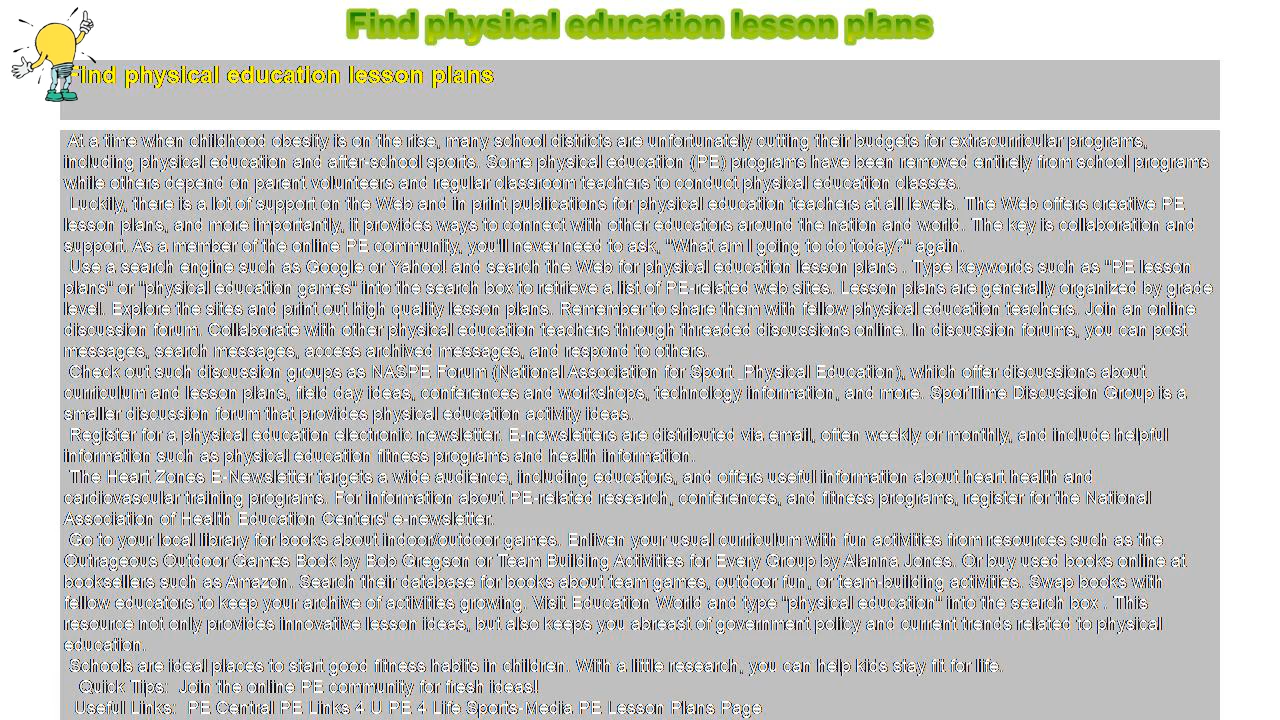 Find physical education lesson plans
Find physical education lesson plans
At a time when childhood obesity is on the rise, many school districts are unfortunately cutting their budgets for extracurricular programs,
including physical education and after-school sports. Some physical education (PE) programs have been removed entirely from school programs
while others depend on parent volunteers and regular classroom teachers to conduct physical education classes.
Luckily, there is a lot of support on the Web and in print publications for physical education teachers at all levels. The Web offers creative PE
lesson plans, and more importantly, it provides ways to connect with other educators around the nation and world. The key is collaboration and
support. As a member of the online PE community, you'll never need to ask, "What am I going to do today?" again.
Use a search engine such as Google or Yahoo! and search the Web for physical education lesson plans . Type keywords such as "PE lesson
plans" or "physical education games" into the search box to retrieve a list of PE-related web sites. Lesson plans are generally organized by grade
level. Explore the sites and print out high quality lesson plans. Remember to share them with fellow physical education teachers. Join an online
discussion forum. Collaborate with other physical education teachers through threaded discussions online. In discussion forums, you can post
messages, search messages, access archived messages, and respond to others.
Check out such discussion groups as NASPE Forum (National Association for Sport _Physical Education), which offer discussions about
curriculum and lesson plans, field day ideas, conferences and workshops, technology information, and more. SporTime Discussion Group is a
smaller discussion forum that provides physical education activity ideas.
Register for a physical education electronic newsletter. E-newsletters are distributed via email, often weekly or monthly, and include helpful
information such as physical education fitness programs and health information.
The Heart Zones E-Newsletter targets a wide audience, including educators, and offers useful information about heart health and
cardiovascular training programs. For information about PE-related research, conferences, and fitness programs, register for the National
Association of Health Education Centers' e-newsletter.
Go to your local library for books about indoor/outdoor games. Enliven your usual curriculum with fun activities from resources such as the
Outrageous Outdoor Games Book by Bob Gregson or Team Building Activities for Every Group by Alanna Jones. Or buy used books online at
booksellers such as Amazon. Search their database for books about team games, outdoor fun, or team-building activities. Swap books with
fellow educators to keep your archive of activities growing. Visit Education World and type "physical education" into the search box . This
resource not only provides innovative lesson ideas, but also keeps you abreast of government policy and current trends related to physical
education.
Schools are ideal places to start good fitness habits in children. With a little research, you can help kids stay fit for life.
Quick Tips: Join the online PE community for fresh ideas!
Useful Links: PE Central PE Links 4 U PE 4 Life Sports-Media PE Lesson Plans Page